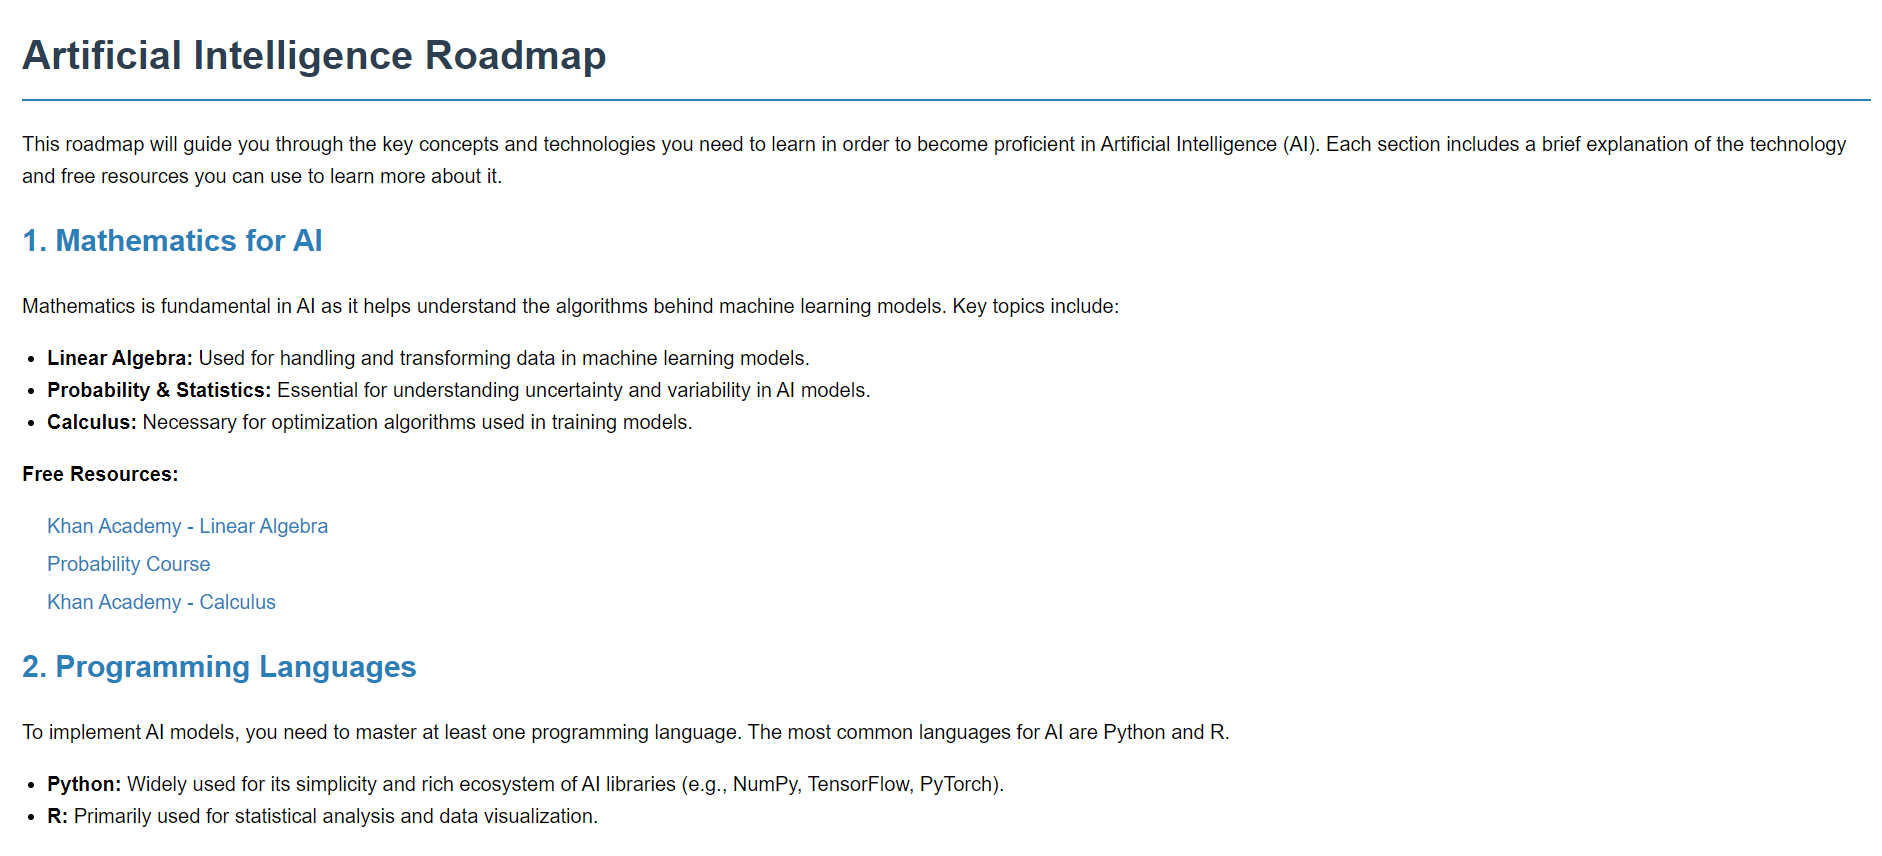 Artificial Intelligence Roadmap
This roadmap will guide you through the key concepts and technologies you need to learn in order to become proficient in Artificial Intelligence (AI). Each section includes a brief explanation of the technology
and free resources you can use to learn more about it.
1. Mathematics for AI
Mathematics is fundamental in AI as it helps understand the algorithms behind machine learning models. Key topics include:
• Linear Algebra: Used for handling and transforming data in machine learning models.
• Probability & Statistics: Essential for understanding uncertainty and variability in AI models.
• Calculus: Necessary for optimization algorithms used in training models.
Free Resources:
Khan Academy - Linear Algebra
Probability Course
Khan Academy - Calculus
2. Programming Languages
To implement AI models, you need to master at least one programming language. The most common languages for AI are Python and R.
• Python: Widely used for its simplicity and rich ecosystem of AI libraries (e.g., NumPy, TensorFlow, PyTorch).
• R: Primarily used for statistical analysis and data visualization.